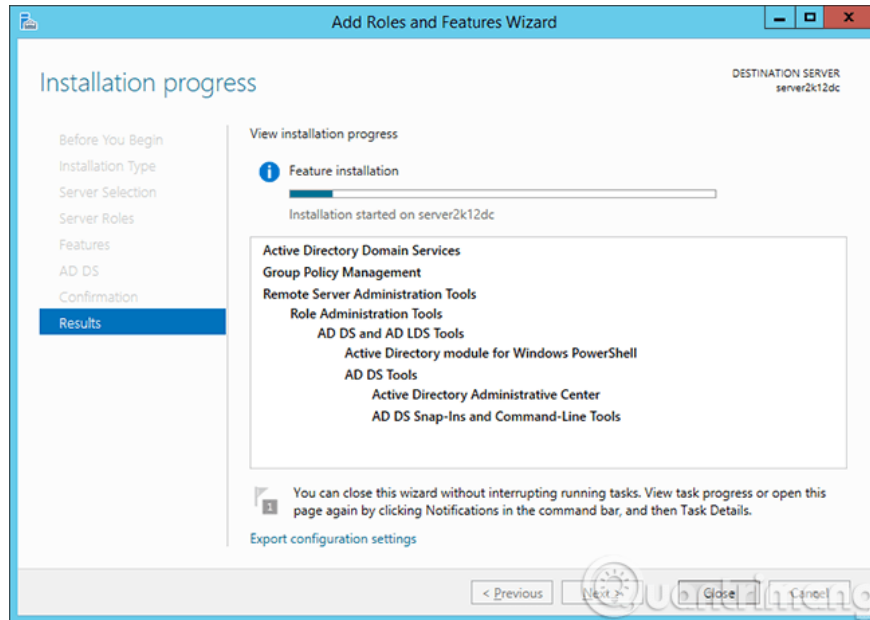 Add Roles and Features Wizard
Installation progress
DESTINATION SERVER
server2k12dc
Before You Begin
Installation Type
Server Selection
Server Roles
Features
AD DS
Confirmation
Results
View installation progress
Feature installation
Installation started on server2k12dc
Active Directory Domain Services
Group Policy Management
Remote Server Administration Tools
Role Administration Tools
AD DS and AD LDS Tools
Active Directory module for Windows PowerShell
AD DS Tools
Active Directory Administrative Center
AD DS Snap-Ins and Command-Line Tools
1
You can close this wizard without interrupting running tasks. View task progress or open this
page again by clicking Notifications in the command bar, and then Task Details.
Export configuration settings
< Previous Next > Close Cancel
Quantrimang